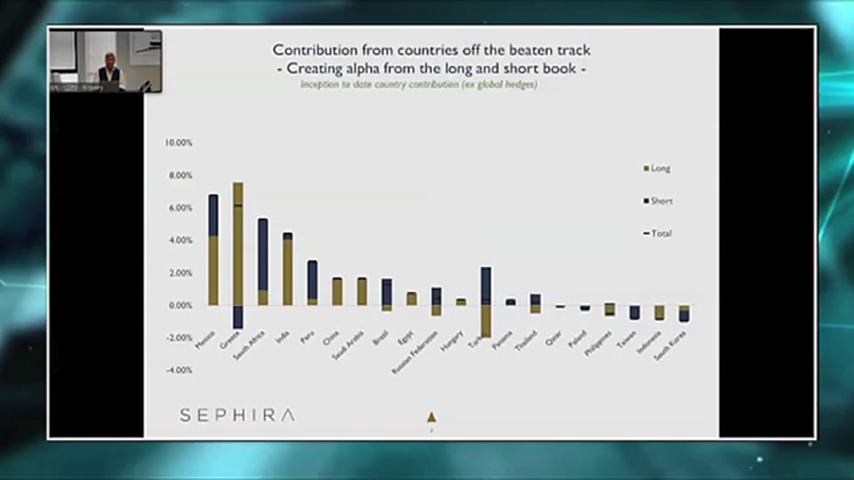 Contribution from countries off the beaten track
- Creating alpha from the long and short book -
Inception to date country contribution (ex global hedges)
10.00%
8.00%
6.00%
4.00%
2.00%
0.00%
-2.00%
-4.00%
Long
Short
Total
Mexico
Greece
South Africa
India
Peru
China
Saudi Arabia
Brazil
Egypt
Russian Federation
Hungary
Panama
Thailand
Qatar
Poland
Philippines
Taiwan
Indonesia
South Korea
SEPHIRA